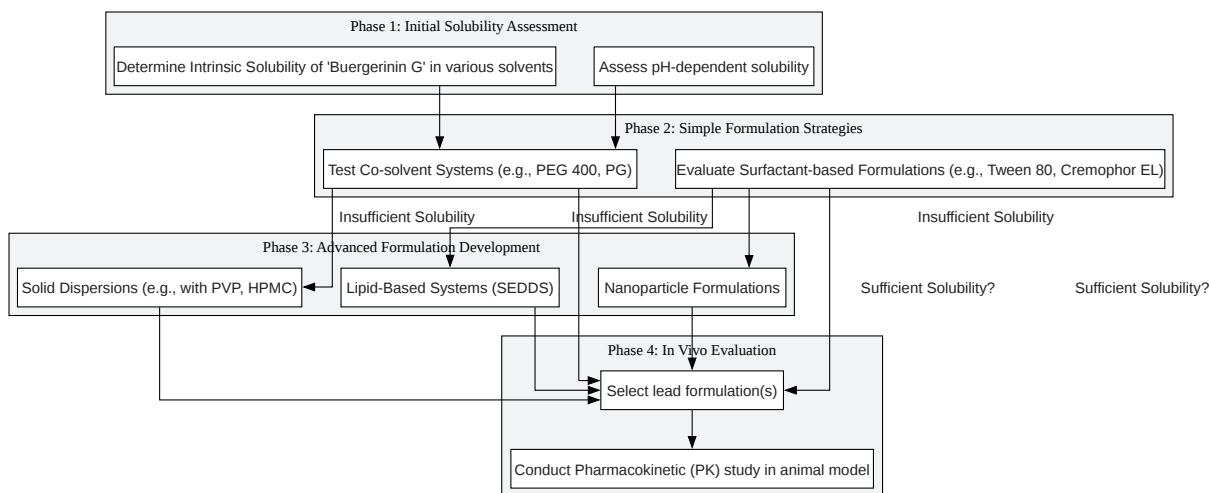 Phase 1: Initial Solubility Assessment
Determine Intrinsic Solubility of 'Buergerinin G' in various solvents
Assess pH-dependent solubility
Phase 2: Simple Formulation Strategies
Test Co-solvent Systems (e.g., PEG 400, PG)
Evaluate Surfactant-based Formulations (e.g., Tween 80, Cremophor EL)
Insufficient Solubility
Insufficient Solubility
Insufficient Solubility
Phase 3: Advanced Formulation Development
Solid Dispersions (e.g., with PVP, HPMC)
Lipid-Based Systems (SEDDS)
Nanoparticle Formulations
Sufficient Solubility?
Sufficient Solubility?
Phase 4: In Vivo Evaluation
Select lead formulation(s)
Conduct Pharmacokinetic (PK) study in animal model